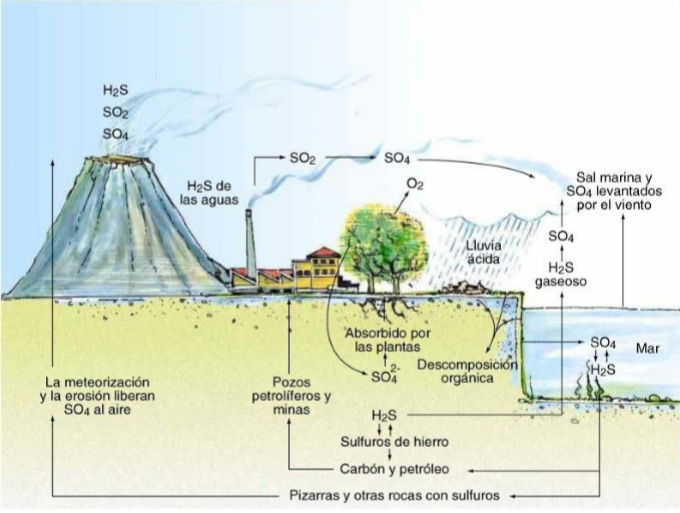 H2S
SO2
SO4
SO2
SO4
O2
H2S de
las aguas
Sal marina y
SO4 levantados
por el viento
Lluvia
ácida
SO4
H2S
gaseoso
SO4
H2S
Mar
Absorbido por
las plantas
SO4 2-
Descomposición
orgánica
La meteorización
y la erosión liberan
SO4 al aire
Pozos
petrolíferos y
minas
H2S
Sulfuros de hierro
Carbón y petróleo
Pizarras y otras rocas con sulfuros